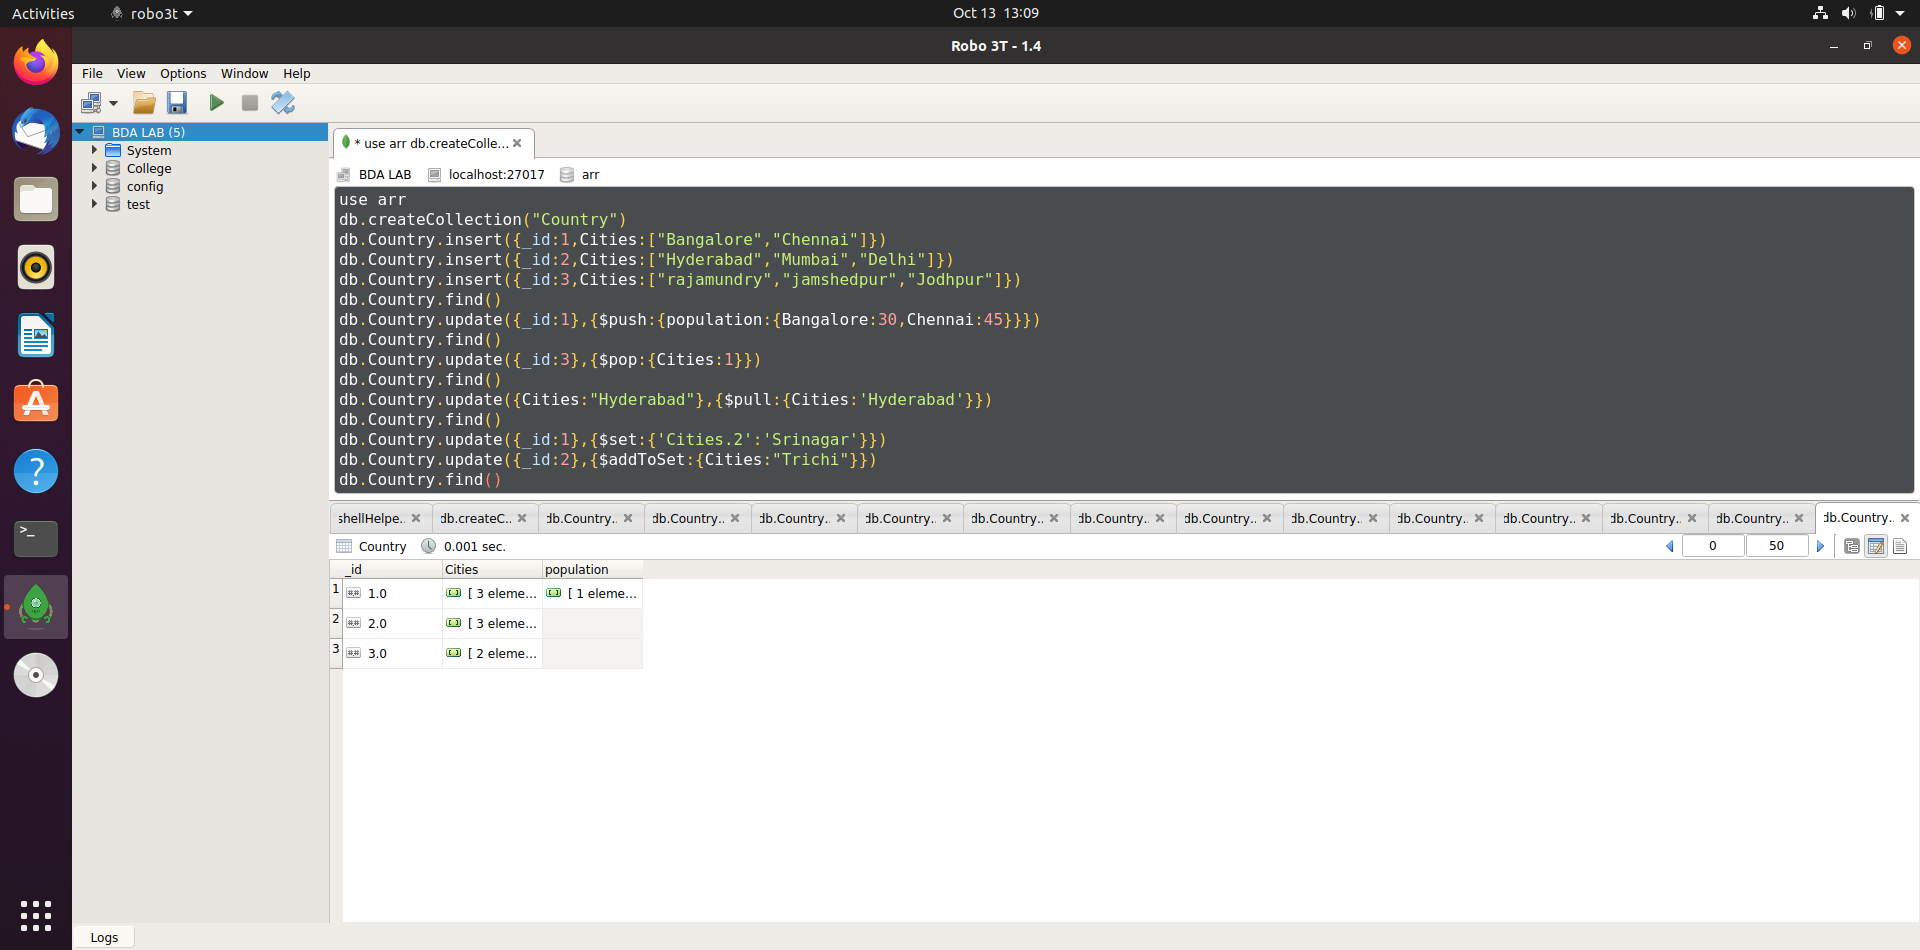 Activities robo3t Oct 13 13:09
Robo 3T - 1.4
File View Options Window Help
BDA LAB (5)
System
College
config
test
* use arr db.createColle...
BDA LAB localhost:27017 arr
use arr
db.createCollection("Country")
db.Country.insert({_id:1,Cities:["Bangalore","Chennai"]})
db.Country.insert({_id:2,Cities:["Hyderabad","Mumbai","Delhi"]})
db.Country.insert({_id:3,Cities:["rajamundry","jamshedpur","Jodhpur"]})
db.Country.find()
db.Country.update({_id:1},{$push:{population:{Bangalore:30,Chennai:45}}})
db.Country.find()
db.Country.update({_id:3},{$pop:{Cities:1}})
db.Country.find()
db.Country.update({Cities:"Hyderabad"},{$pull:{Cities:'Hyderabad'}})
db.Country.find()
db.Country.update({_id:1},{$set:{'Cities.2':'Srinagar'}})
db.Country.update({_id:2},{$addToSet:{Cities:"Trichi"}})
db.Country.find()
shellHelpe.. db.createC.. db.Country.. db.Country.. db.Country.. db.Country.. db.Country.. db.Country.. db.Country.. db.Country.. db.Country.. db.Country.. db.Country.. db.Country.. db.Country..
Country 0.001 sec. 0 50
_id Cities population
1 1.0 [ 3 eleme... [ 1 eleme...
2 2.0 [ 3 eleme...
3 3.0 [ 2 eleme...
Logs